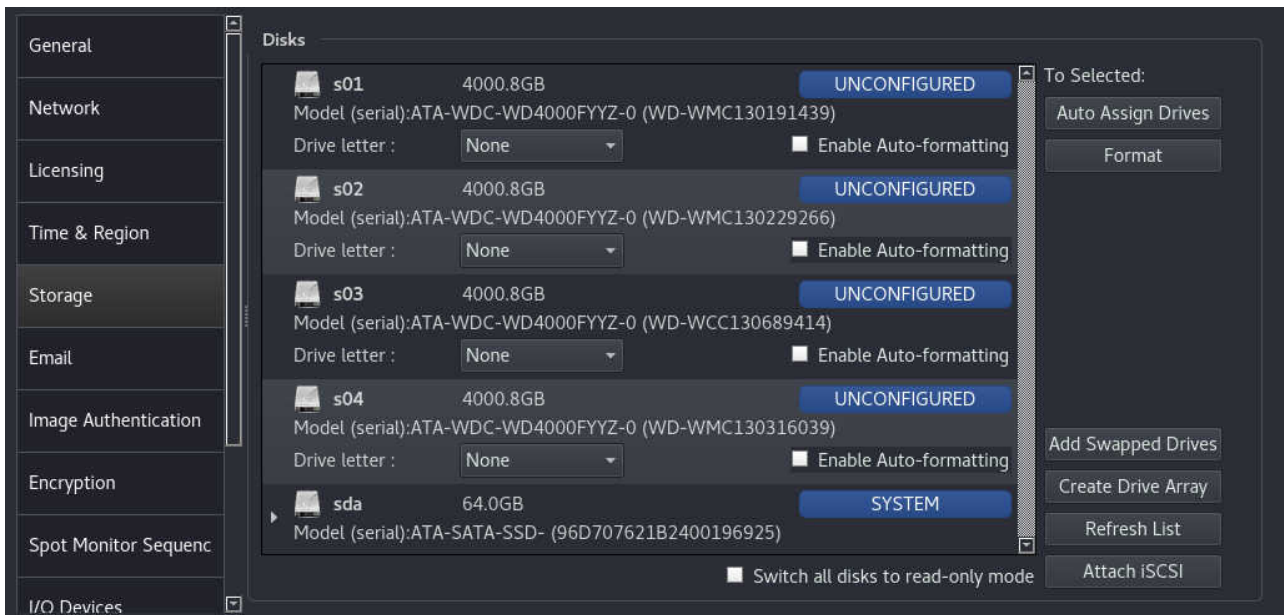 General
Network
Licensing
Time & Region
Storage
Email
Image Authentication
Encryption
Spot Monitor Sequenc
I/O Devices
Disks
s01 4000.8GB UNCONFIGURED
Model (serial):ATA-WDC-WD4000FYYZ-0 (WD-WMC130191439)
Drive letter : None Enable Auto-formatting
s02 4000.8GB UNCONFIGURED
Model (serial):ATA-WDC-WD4000FYYZ-0 (WD-WMC130229266)
Drive letter : None Enable Auto-formatting
s03 4000.8GB UNCONFIGURED
Model (serial):ATA-WDC-WD4000FYYZ-0 (WD-WCC130689414)
Drive letter : None Enable Auto-formatting
s04 4000.8GB UNCONFIGURED
Model (serial):ATA-WDC-WD4000FYYZ-0 (WD-WMC130316039)
Drive letter : None Enable Auto-formatting
sda 64.0GB SYSTEM
Model (serial):ATA-SATA-SSD- (96D707621B2400196925)
Switch all disks to read-only mode
To Selected:
Auto Assign Drives
Format
Add Swapped Drives
Create Drive Array
Refresh List
Attach iSCSI